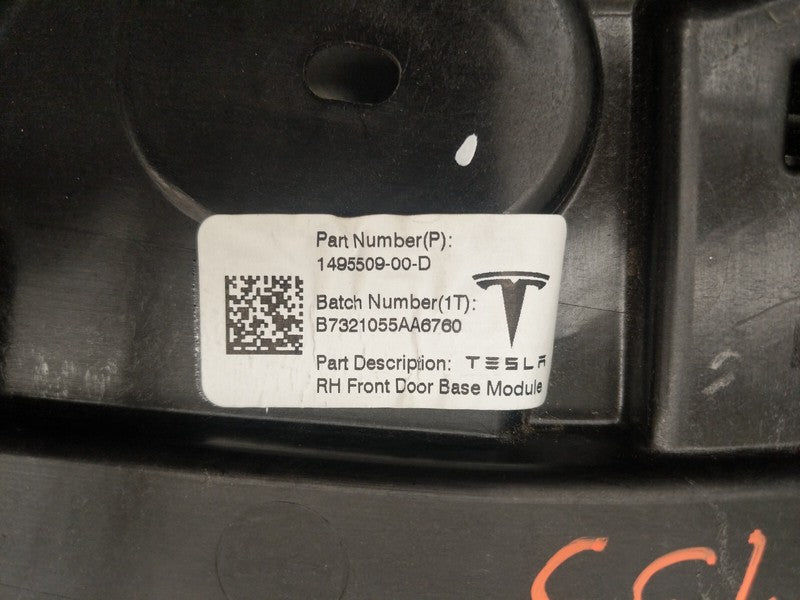 Part Number(P):
1495509-00-D
Batch Number(1T):
B7321055AA6760
Part Description:
TESLA
RH Front Door Base Module